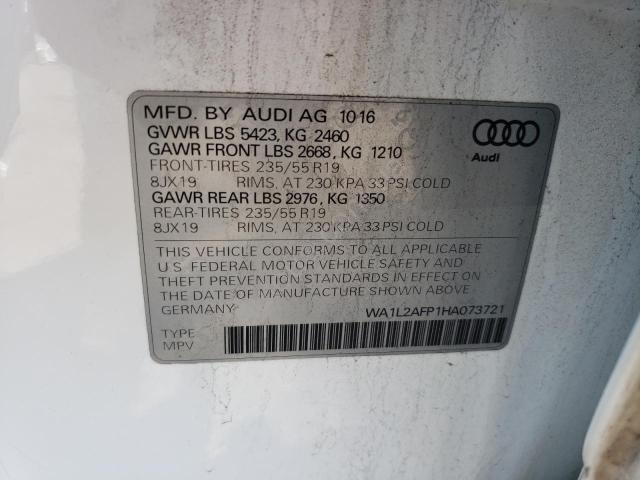 MFD. BY AUDI AG 10-16
GVWR LBS 5423, KG 2460
GAWR FRONT LBS 2668, KG 1210
FRONT-TIRES 235/55 R19
8JX19 RIMS, AT 230 KPA 33 PSI COLD
GAWR REAR LBS 2976, KG 1350
REAR-TIRES 235/55 R19
8JX19 RIMS, AT 230 KPA 33 PSI COLD
Audi
THIS VEHICLE CONFORMS TO ALL APPLICABLE
U.S. FEDERAL MOTOR VEHICLE SAFETY AND
THEFT PREVENTION STANDARDS IN EFFECT ON
THE DATE OF MANUFACTURE SHOWN ABOVE.
GERMANY
WA1L2AFP1HA073721
TYPE
MPV